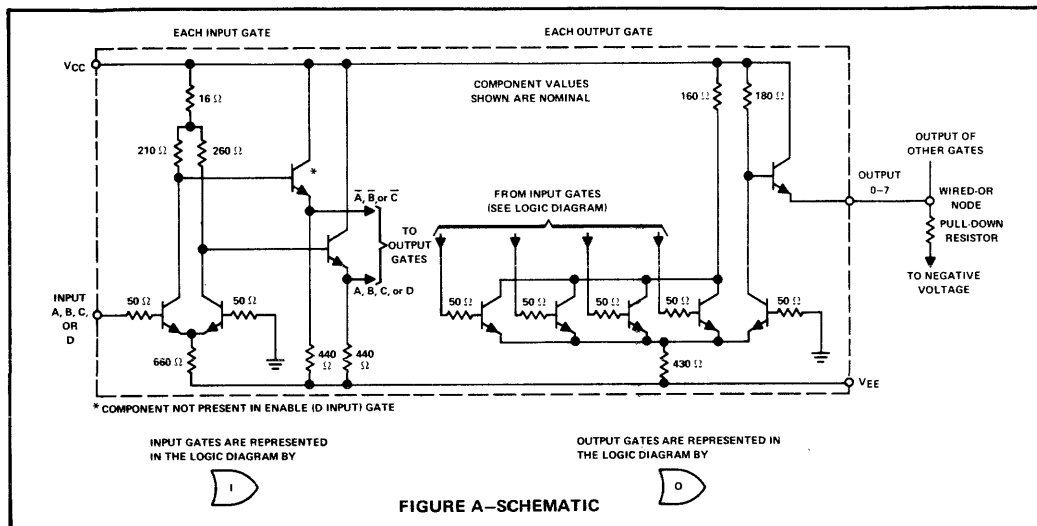 EACH INPUT GATE
EACH OUTPUT GATE
VCC
COMPONENT VALUES
SHOWN ARE NOMINAL
16 Ω
160 Ω
180 Ω
210 Ω
260 Ω
*
OUTPUT OF
OTHER GATES
OUTPUT
0–7
WIRED-OR
NODE
PULL-DOWN
RESISTOR
TO NEGATIVE
VOLTAGE
A̅, B̅, or C̅
TO
OUTPUT
GATES
A, B, C, or D
FROM INPUT GATES
(SEE LOGIC DIAGRAM)
INPUT
A, B, C,
OR
D
50 Ω
50 Ω
50 Ω
50 Ω
50 Ω
50 Ω
50 Ω
660 Ω
440
Ω
440
Ω
430 Ω
VEE
* COMPONENT NOT PRESENT IN ENABLE (D INPUT) GATE
INPUT GATES ARE REPRESENTED
IN THE LOGIC DIAGRAM BY
I
OUTPUT GATES ARE REPRESENTED IN
THE LOGIC DIAGRAM BY
O
FIGURE A–SCHEMATIC